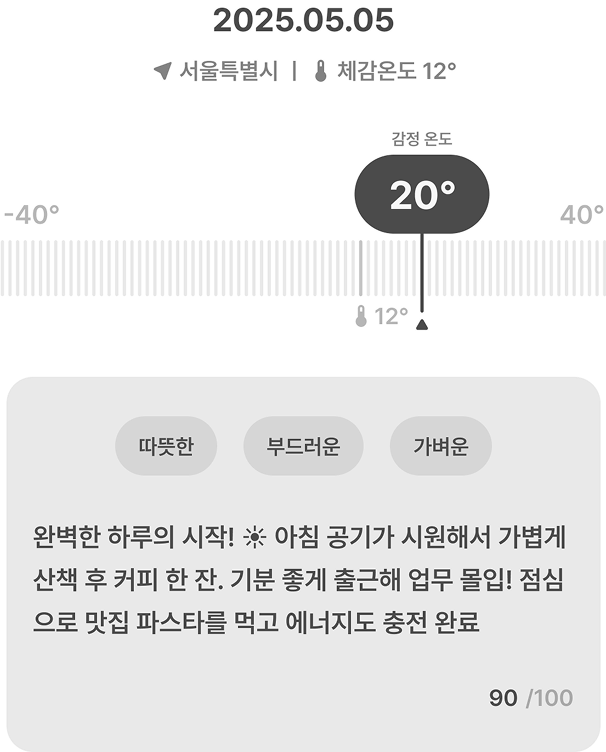 2025.05.05
서울특별시 | 체감온도 12°
감정 온도
20°
-40°
40°
12°
따뜻한 부드러운 가벼운
완벽한 하루의 시작! ☀ 아침 공기가 시원해서 가볍게
산책 후 커피 한 잔. 기분 좋게 출근해 업무 몰입! 점심
으로 맛집 파스타를 먹고 에너지도 충전 완료
90 /100